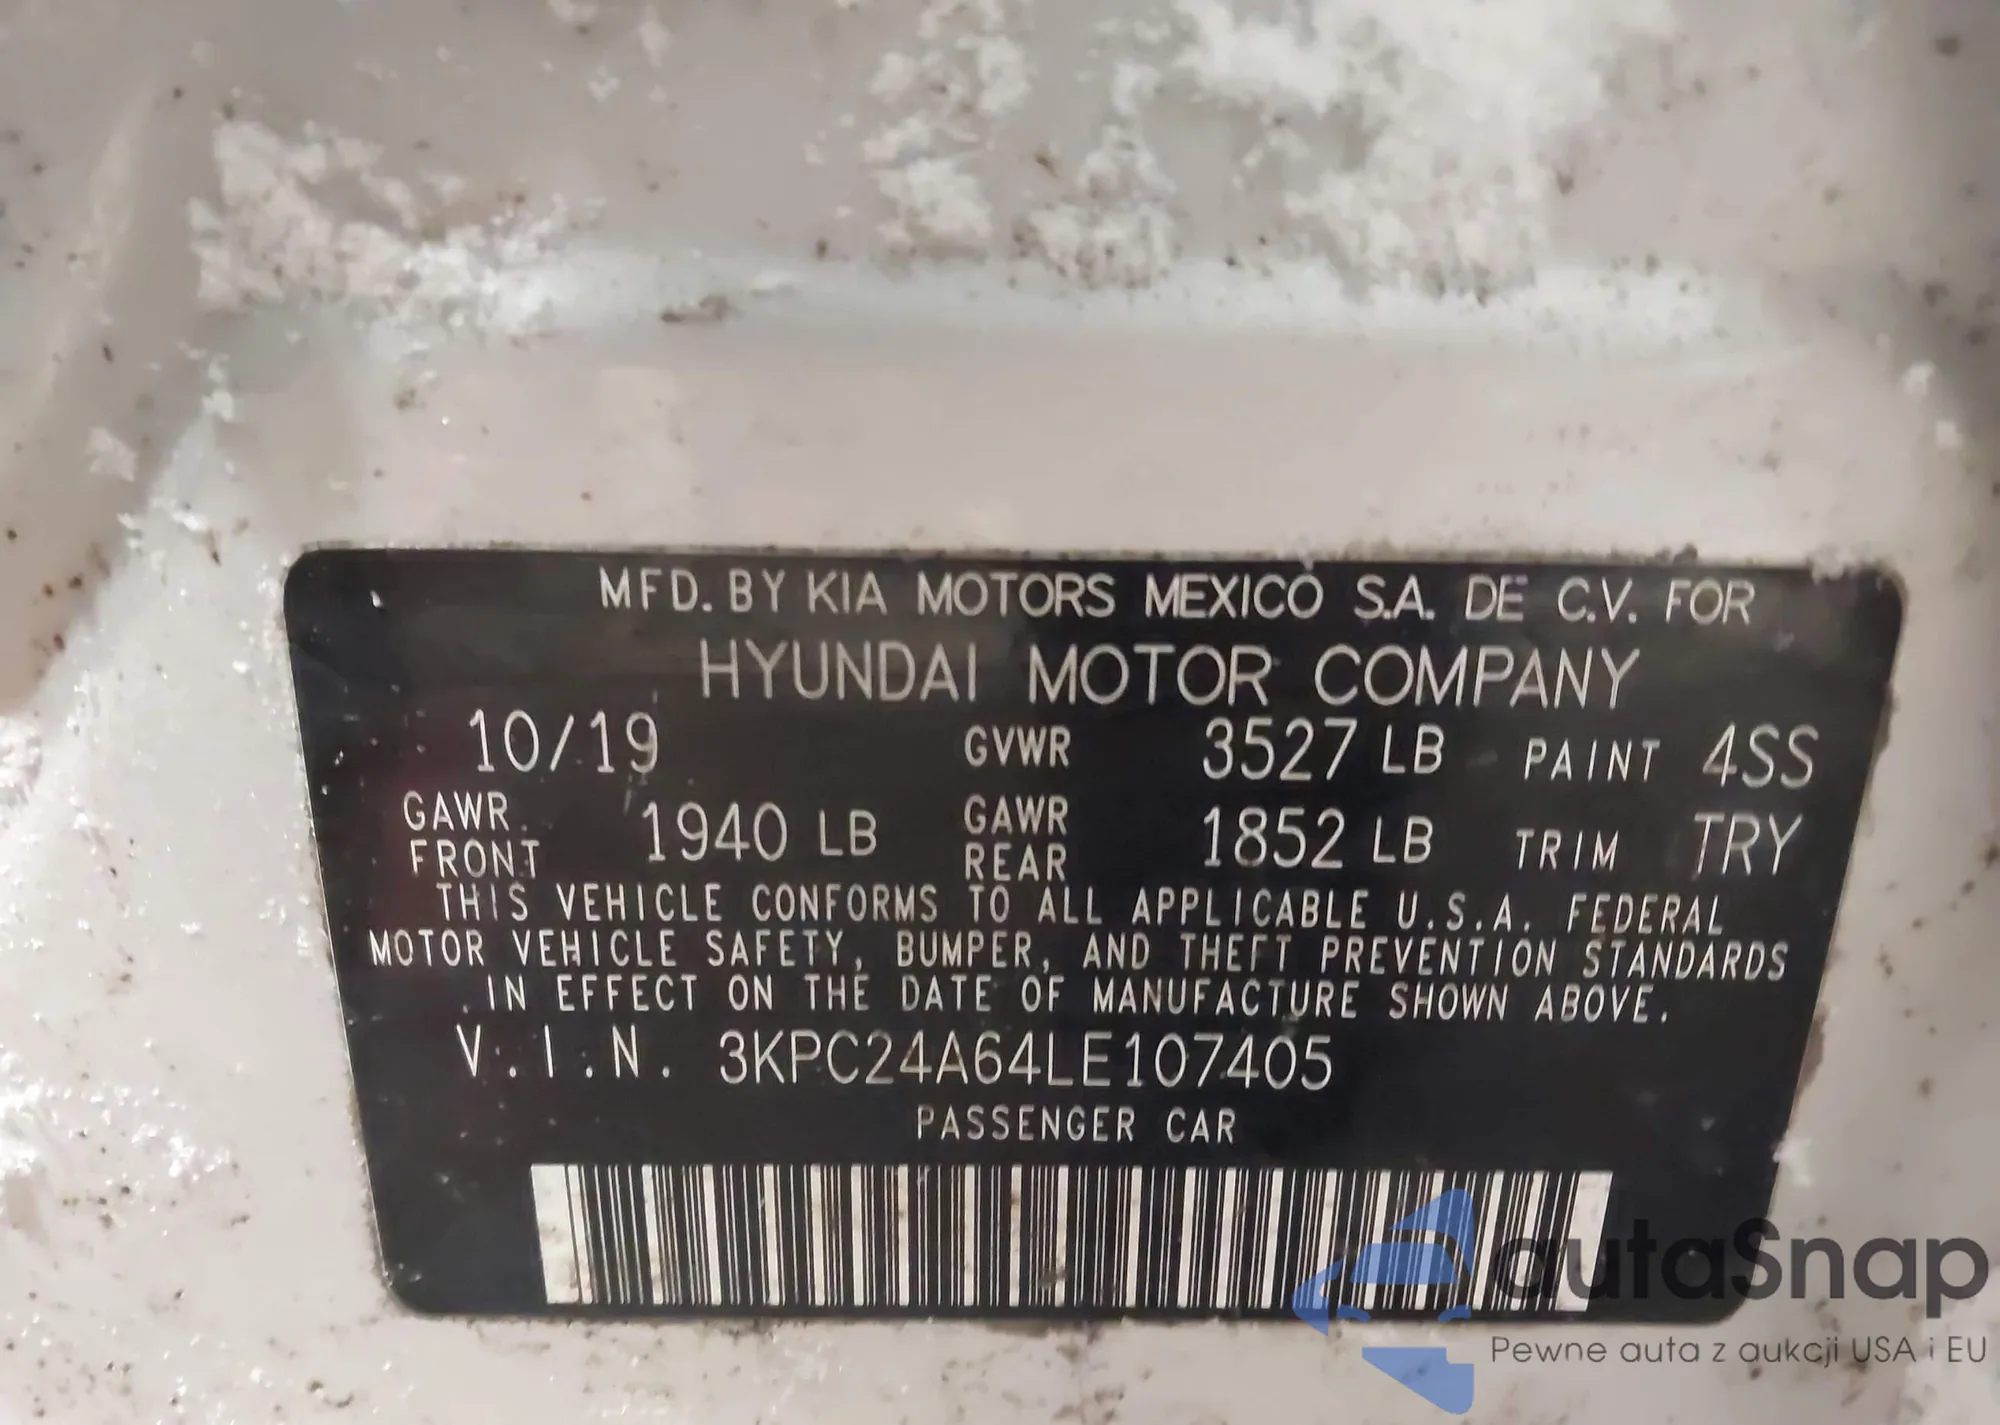 MFD. BY KIA MOTORS MEXICO S.A. DE C.V. FOR
HYUNDAI MOTOR COMPANY
10/19 GVWR 3527 LB PAINT 4SS
GAWR FRONT 1940 LB GAWR REAR 1852 LB TRIM TRY
THIS VEHICLE CONFORMS TO ALL APPLICABLE U.S.A. FEDERAL
MOTOR VEHICLE SAFETY, BUMPER, AND THEFT PREVENTION STANDARDS
IN EFFECT ON THE DATE OF MANUFACTURE SHOWN ABOVE.
V.I.N. 3KPC24A64LE107405
PASSENGER CAR
autaSnap
Pewne auta z aukcji USA i EU